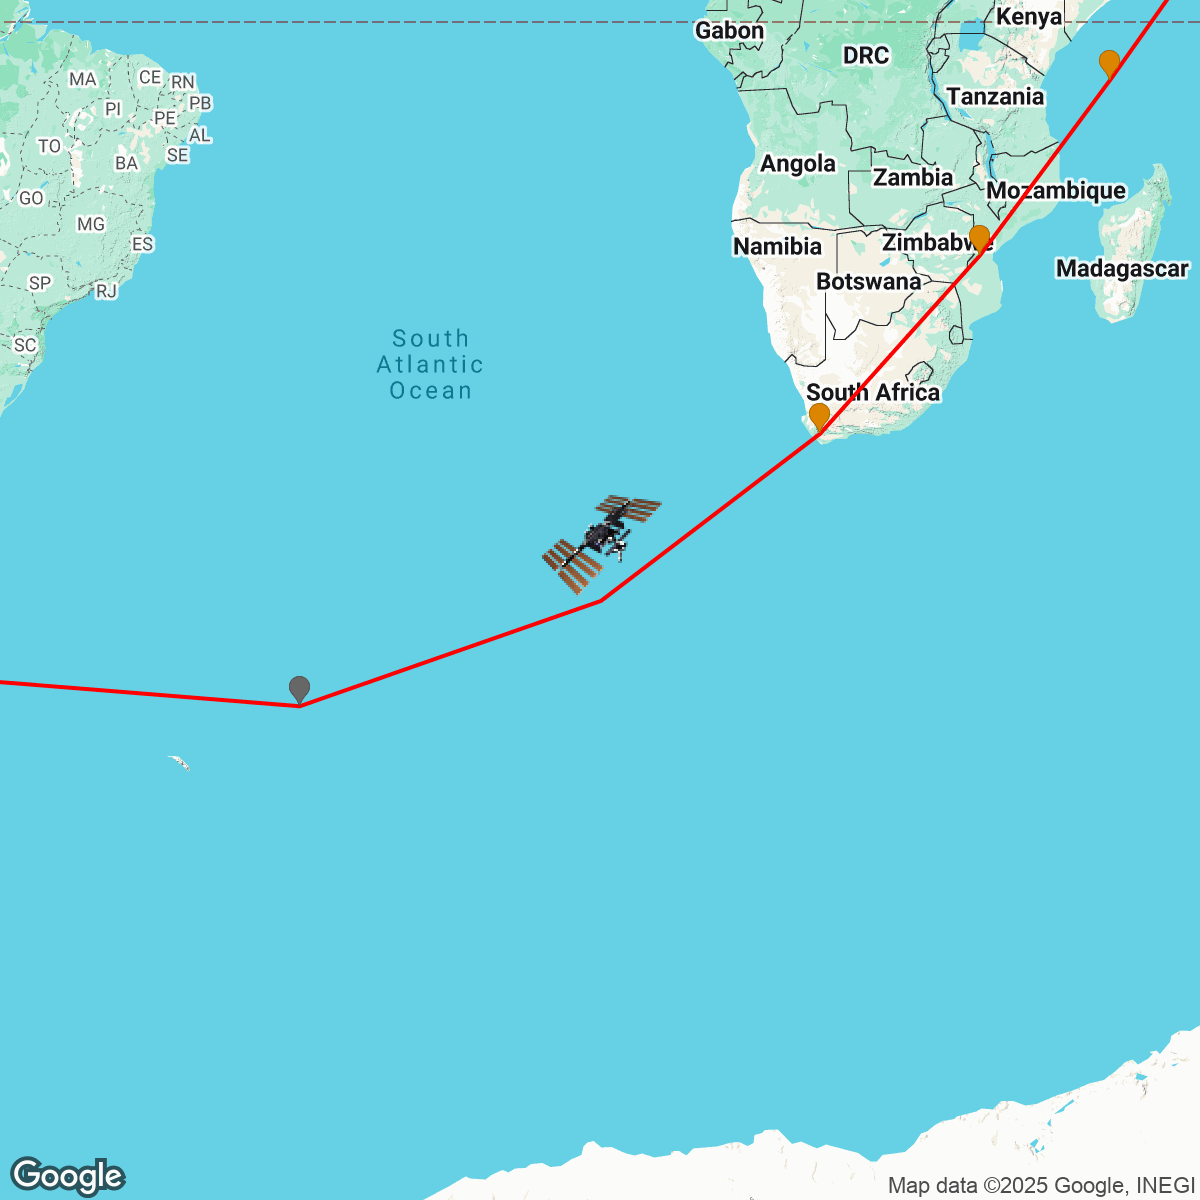 Gabon
Kenya
DRC
MA
CE
RN
Tanzania
PI
PB
PE
AL
TO
SE
BA
Angola
Zambia
Mozambique
GO
MG
ES
Namibia
Zimbabwe
Madagascar
Botswana
SP
RJ
South
Atlantic
Ocean
SC
South Africa
Google
Map data ©2025 Google, INEGI